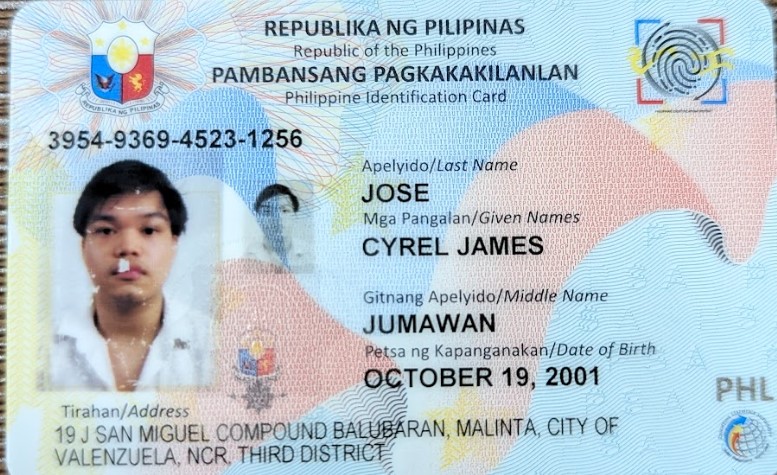 REPUBLIKA NG PILIPINAS
Republic of the Philippines
PAMBANSANG PAGKAKAKILANLAN
Philippine Identification Card
3954-9369-4523-1256
Apelyido/Last Name
JOSE
Mga Pangalan/Given Names
CYREL JAMES
Gitnang Apelyido/Middle Name
JUMAWAN
Petsa ng Kapanganakan/Date of Birth
OCTOBER 19, 2001
PHL
Tirahan/Address
19 J SAN MIGUEL COMPOUND BALUBARAN, MALINTA, CITY OF
VALENZUELA, NCR, THIRD DISTRICT
REPUBLIKA NG PILIPINAS